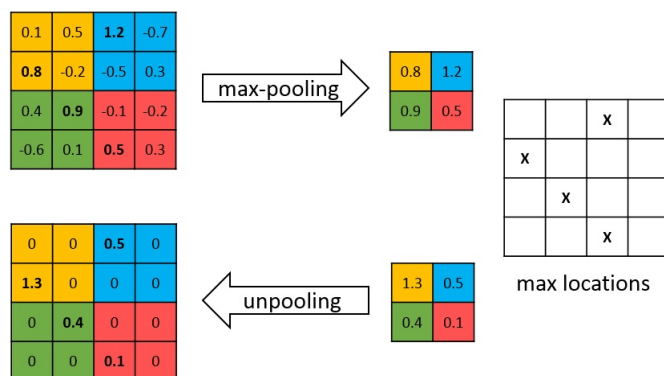 0.1 0.5 1.2 -0.7
0.8 -0.2 -0.5 0.3
0.4 0.9 -0.1 -0.2
-0.6 0.1 0.5 0.3
max-pooling
0.8 1.2
0.9 0.5
X
X
X
X
max locations
0 0 0.5 0
1.3 0 0 0
0 0.4 0 0
0 0 0.1 0
unpooling
1.3 0.5
0.4 0.1